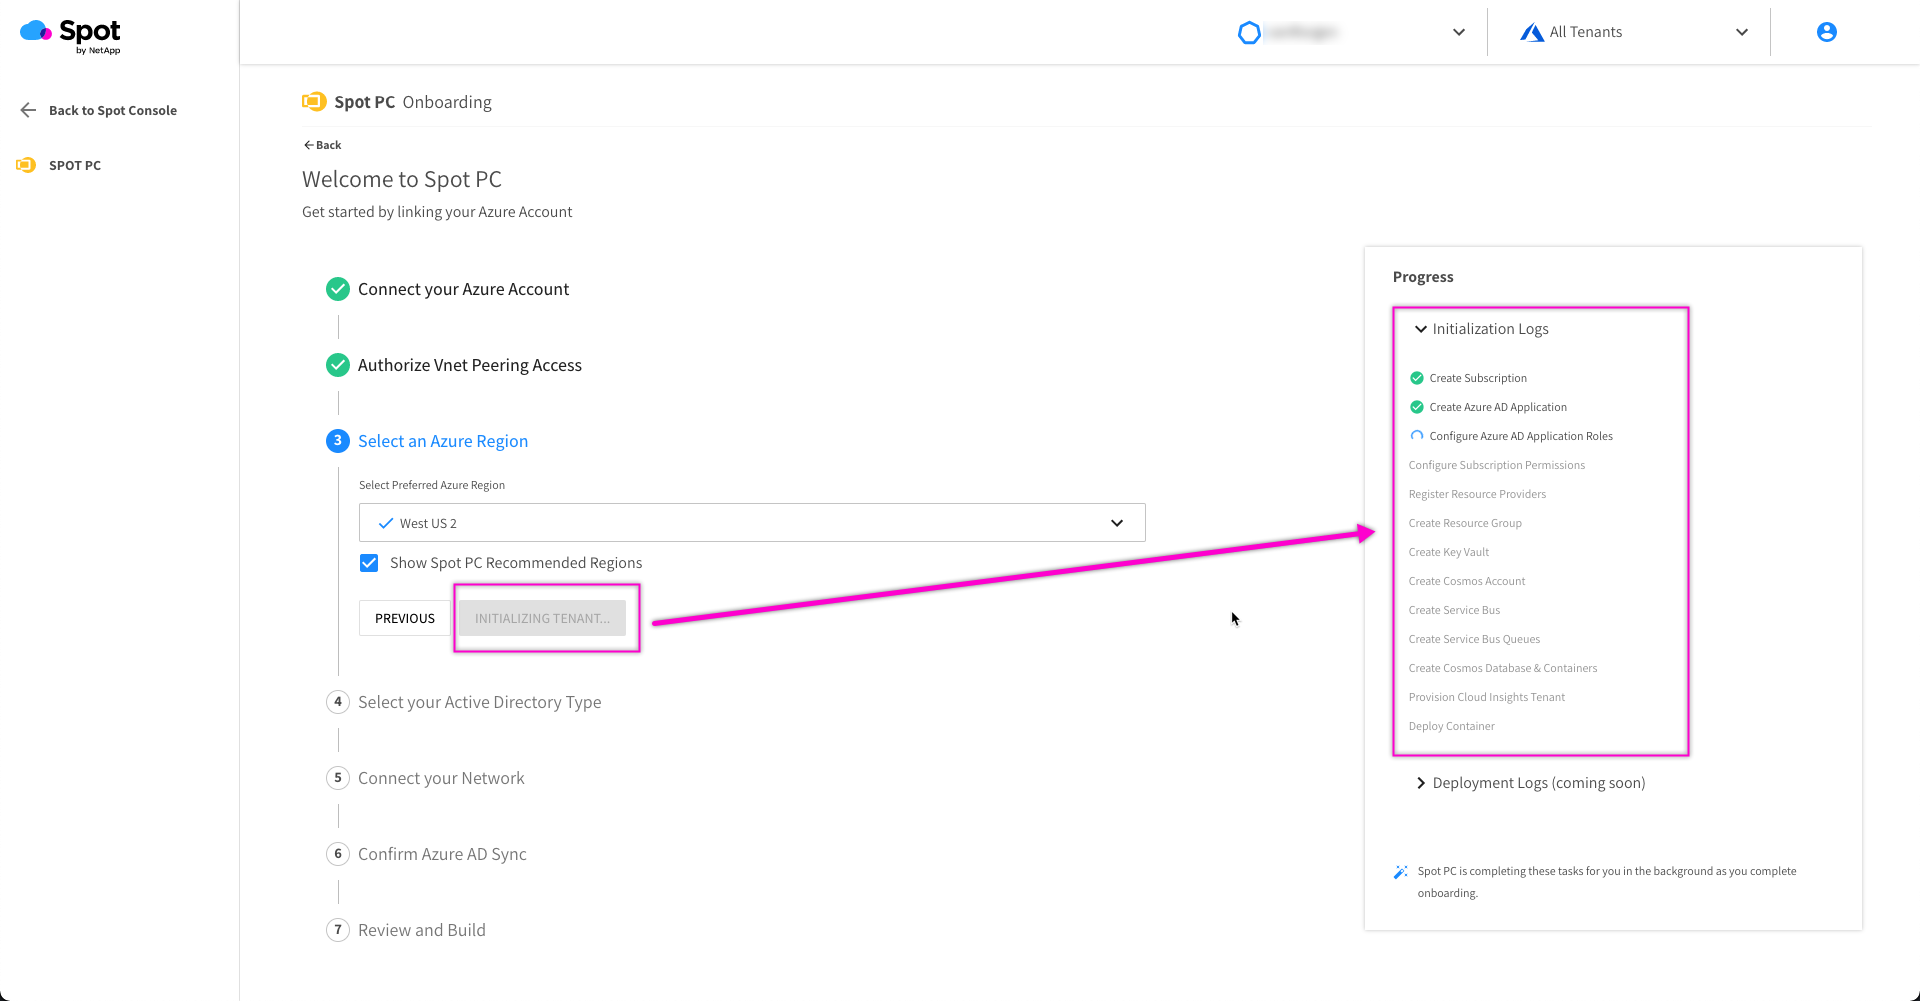 Spot
by NetApp
All Tenants
Back to Spot Console
SPOT PC
Spot PC Onboarding
Back
Welcome to Spot PC
Get started by linking your Azure Account
Connect your Azure Account
Authorize Vnet Peering Access
3 Select an Azure Region
Select Preferred Azure Region
West US 2
Show Spot PC Recommended Regions
PREVIOUS
INITIALIZING TENANT...
4 Select your Active Directory Type
5 Connect your Network
6 Confirm Azure AD Sync
7 Review and Build
Progress
Initialization Logs
Create Subscription
Create Azure AD Application
Configure Azure AD Application Roles
Configure Subscription Permissions
Register Resource Providers
Create Resource Group
Create Key Vault
Create Cosmos Account
Create Service Bus
Create Service Bus Queues
Create Cosmos Database & Containers
Provision Cloud Insights Tenant
Deploy Container
Deployment Logs (coming soon)
Spot PC is completing these tasks for you in the background as you complete
onboarding.